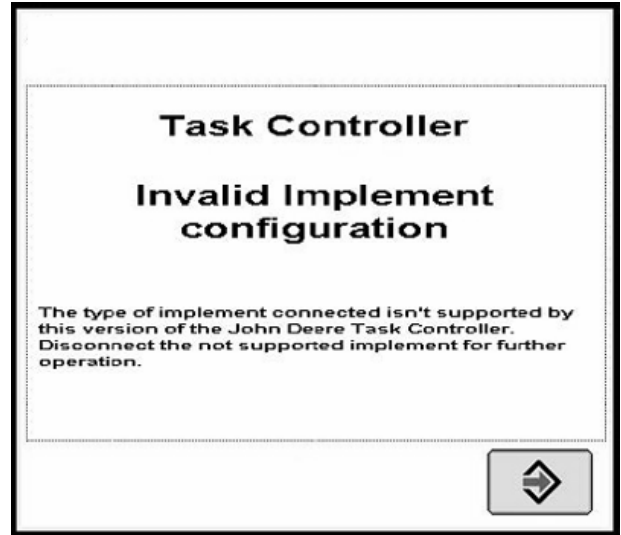 Task Controller
Invalid Implement
configuration
The type of implement connected isn't supported by
this version of the John Deere Task Controller.
Disconnect the not supported implement for further
operation.